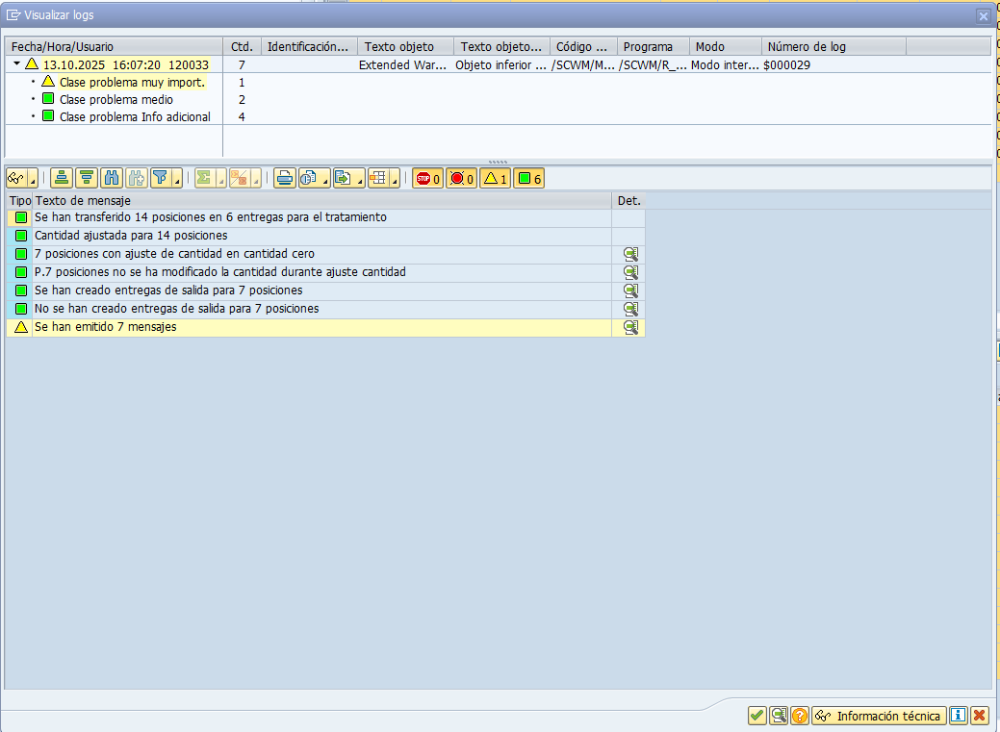 Visualizar logs
Fecha/Hora/Usuario Ctd. Identificación... Texto objeto Texto objeto... Código ... Programa Modo Número de log
13.10.2025 16:07:20 120033 7 Extended War... Objeto inferior ... /SCWM/M... /SCWM/R_... Modo inter... $000029
Clase problema muy import. 1
Clase problema medio 2
Clase problema Info adicional 4
STOP 0 0 1 6
Tipo Texto de mensaje Det.
Se han transferido 14 posiciones en 6 entregas para el tratamiento
Cantidad ajustada para 14 posiciones
7 posiciones con ajuste de cantidad en cantidad cero
P.7 posiciones no se ha modificado la cantidad durante ajuste cantidad
Se han creado entregas de salida para 7 posiciones
No se han creado entregas de salida para 7 posiciones
Se han emitido 7 mensajes
Información técnica